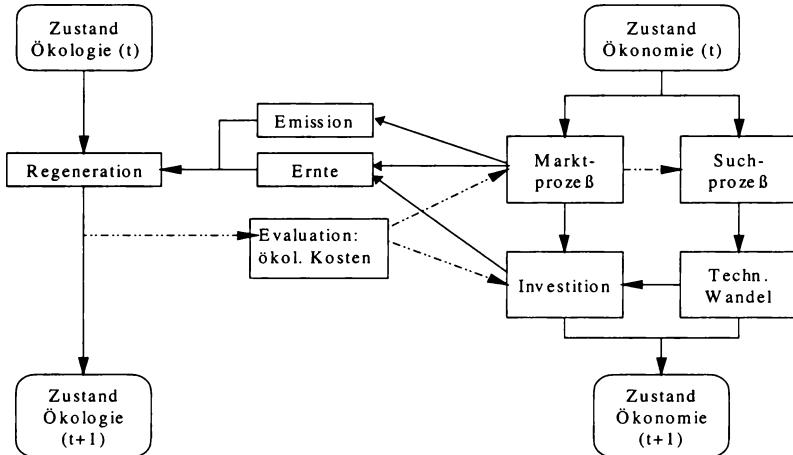 Zustand
Ökologie (t)
Zustand
Ökonomie (t)
Emission
Regeneration
Ernte
Markt-
prozeß
Such-
prozeß
Evaluation:
ökol. Kosten
Investition
Techn.
Wandel
Zustand
Ökologie
(t+1)
Zustand
Ökonomie
(t+1)